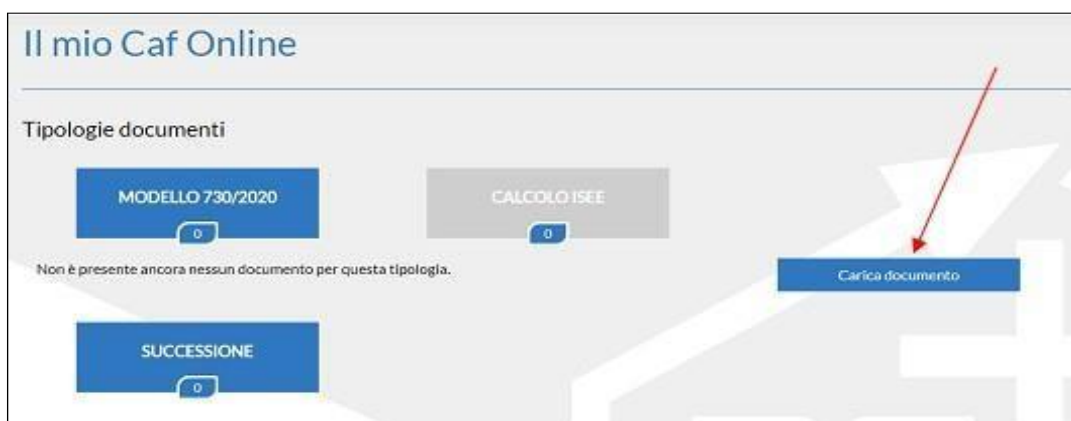 Il mio Caf Online
Tipologie documenti
MODELLO 730/2020
0
CALCOLO ISEE
0
Non è presente ancora nessun documento per questa tipologia.
Carica documento
SUCCESSIONE
0